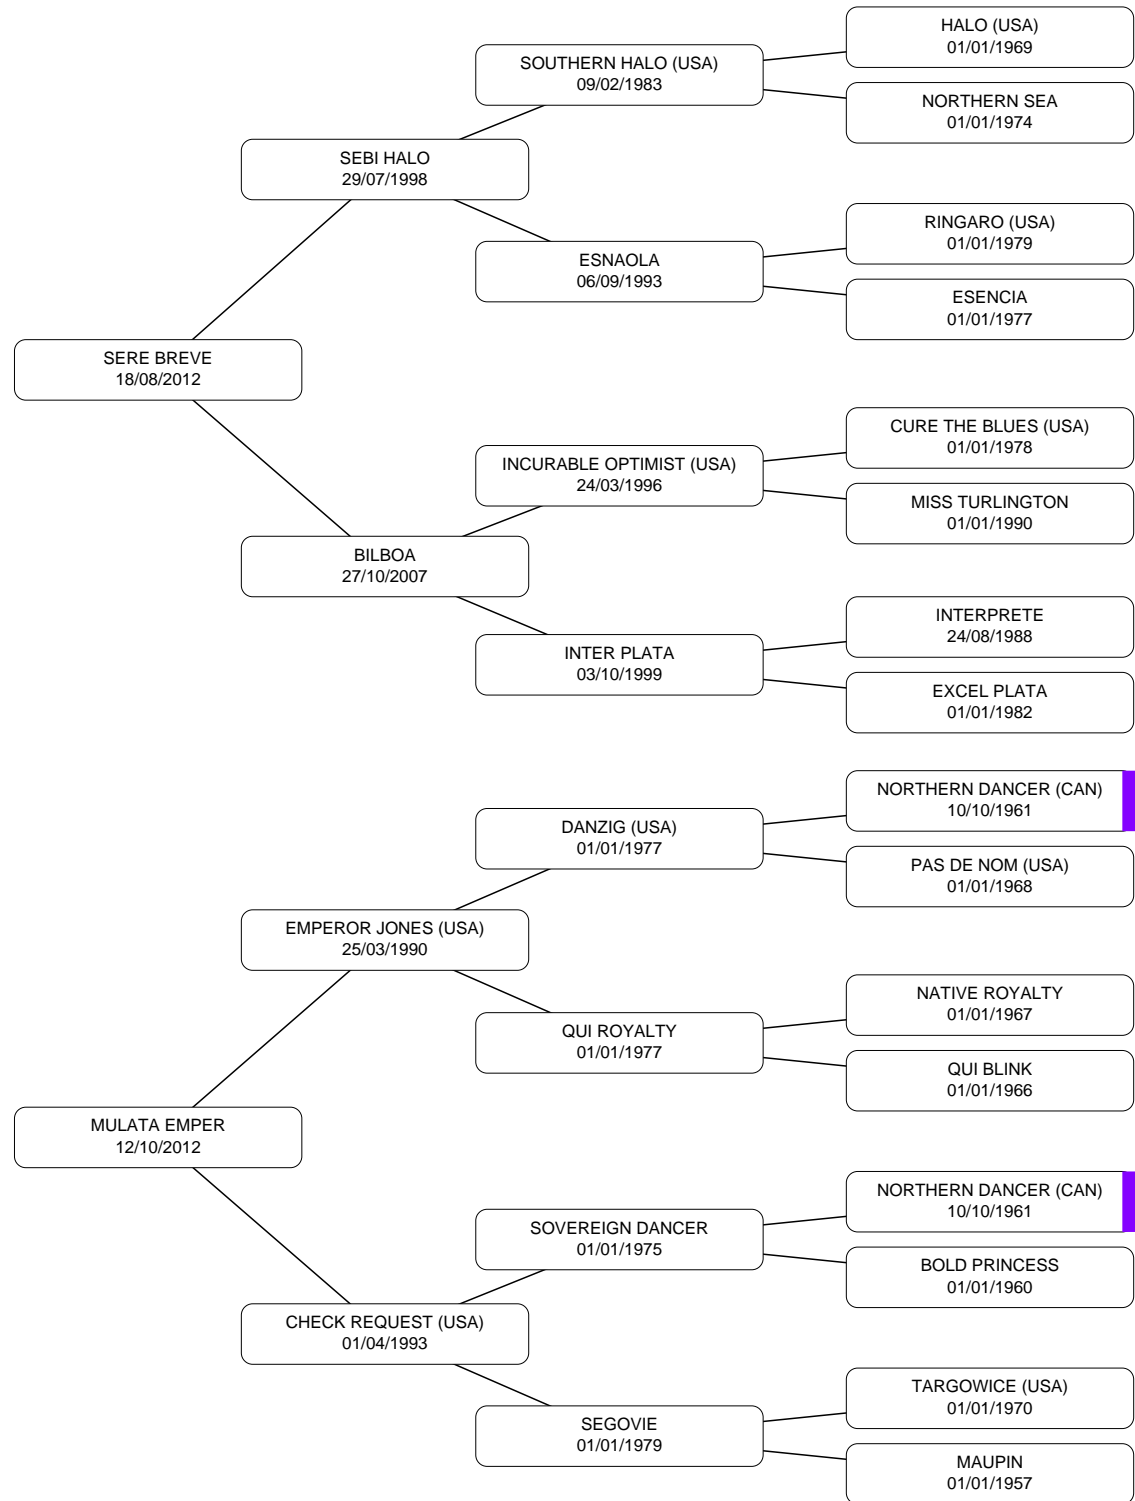 HALO (USA)
01/01/1969
SOUTHERN HALO (USA)
09/02/1983
NORTHERN SEA
01/01/1974
SEBI HALO
29/07/1998
RINGARO (USA)
01/01/1979
ESNAOLA
06/09/1993
ESENCIA
01/01/1977
SERE BREVE
18/08/2012
CURE THE BLUES (USA)
01/01/1978
INCURABLE OPTIMIST (USA)
24/03/1996
MISS TURLINGTON
01/01/1990
BILBOA
27/10/2007
INTERPRETE
24/08/1988
INTER PLATA
03/10/1999
EXCEL PLATA
01/01/1982
NORTHERN DANCER (CAN)
10/10/1961
DANZIG (USA)
01/01/1977
PAS DE NOM (USA)
01/01/1968
EMPEROR JONES (USA)
25/03/1990
NATIVE ROYALTY
01/01/1967
QUI ROYALTY
01/01/1977
QUI BLINK
01/01/1966
MULATA EMPER
12/10/2012
NORTHERN DANCER (CAN)
10/10/1961
SOVEREIGN DANCER
01/01/1975
BOLD PRINCESS
01/01/1960
CHECK REQUEST (USA)
01/04/1993
TARGOWICE (USA)
01/01/1970
SEGOVIE
01/01/1979
MAUPIN
01/01/1957